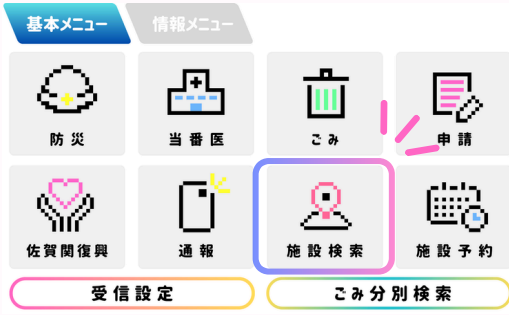 基本メニュー
情報メニュー
防災
当番医
ごみ
申請
佐賀関復興
通報
施設検索
施設予約
受信設定
ごみ分別検索